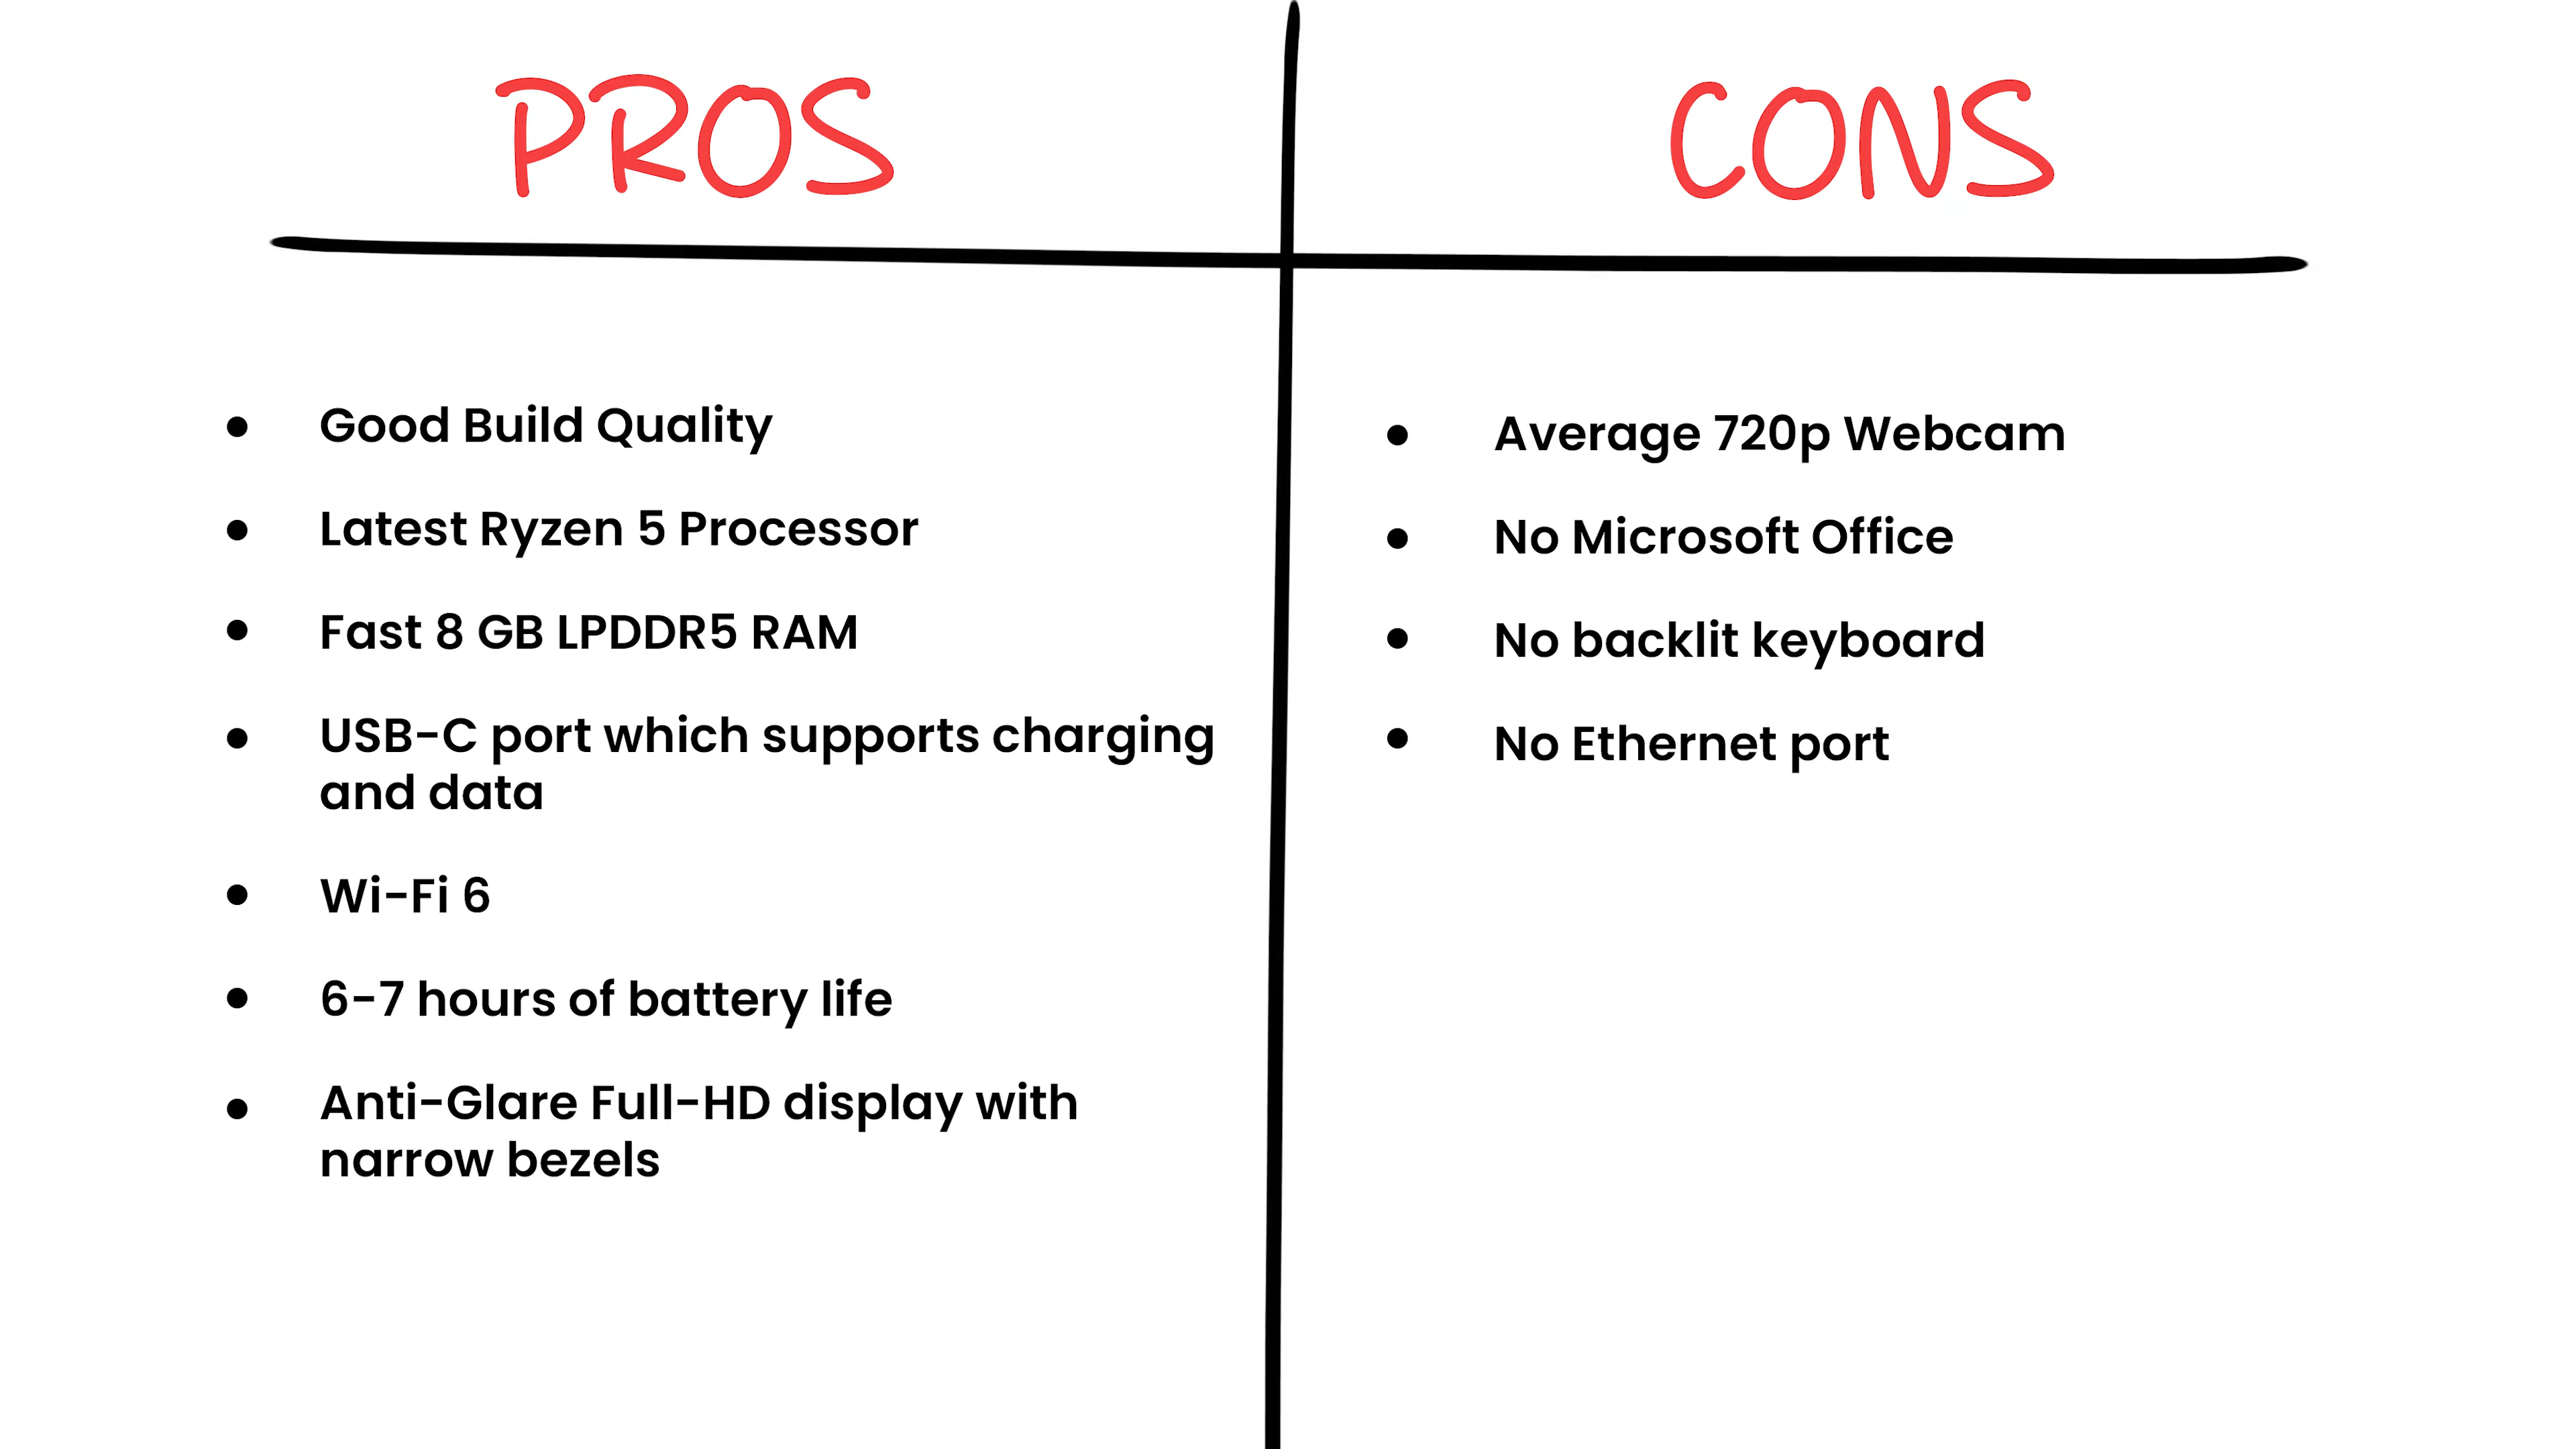 PROS
CONS
Good Build Quality
Latest Ryzen 5 Processor
Fast 8 GB LPDDR5 RAM
USB-C port which supports charging
and data
Wi-Fi 6
6-7 hours of battery life
Anti-Glare Full-HD display with
narrow bezels
Average 720p Webcam
No Microsoft Office
No backlit keyboard
No Ethernet port